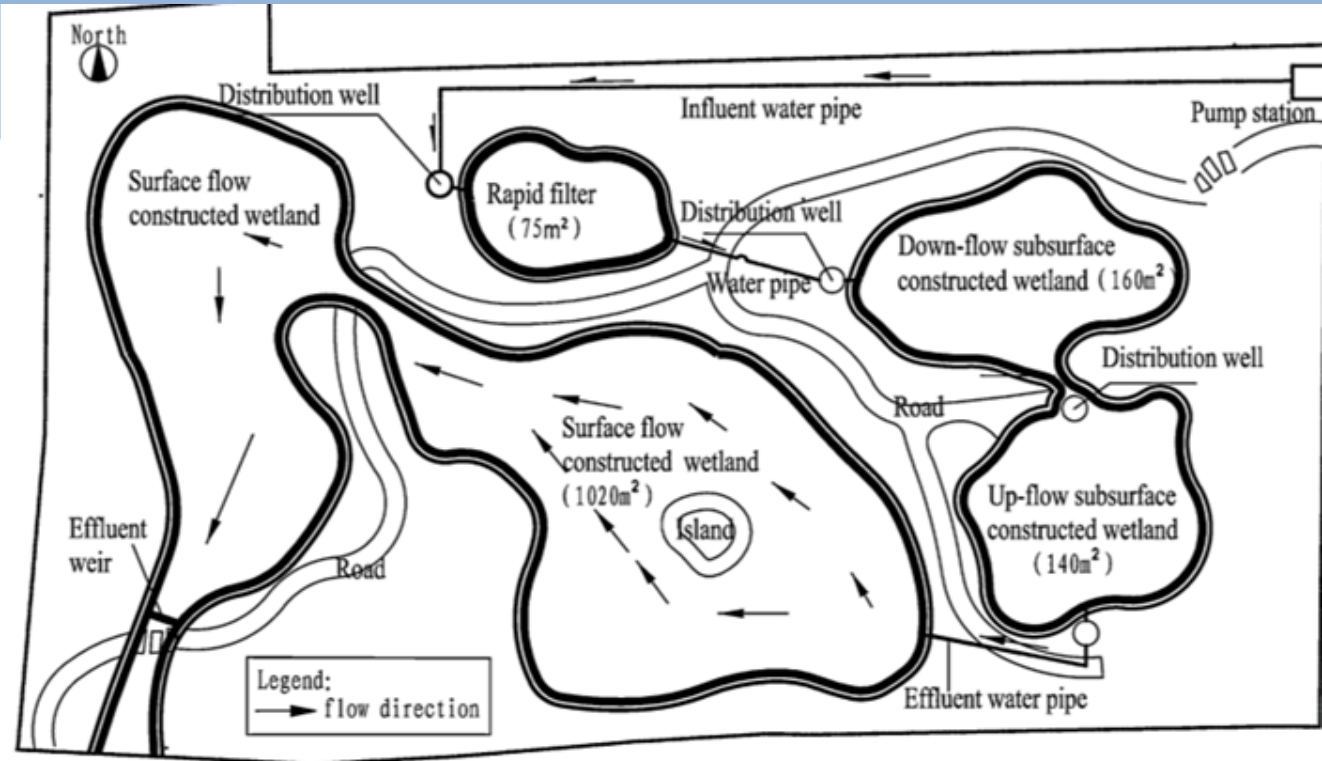 North
Distribution well
Influent water pipe
Pump station
Surface flow
constructed wetland
Rapid filter
(75m²)
Distribution well
Water pipe
Down-flow subsurface
constructed wetland (160m²
Distribution well
Road
Surface flow
constructed wetland
(1020m²)
Island
Up-flow subsurface
constructed wetland
(140m²)
Effluent
weir
Road
Legend:
flow direction
Effluent water pipe